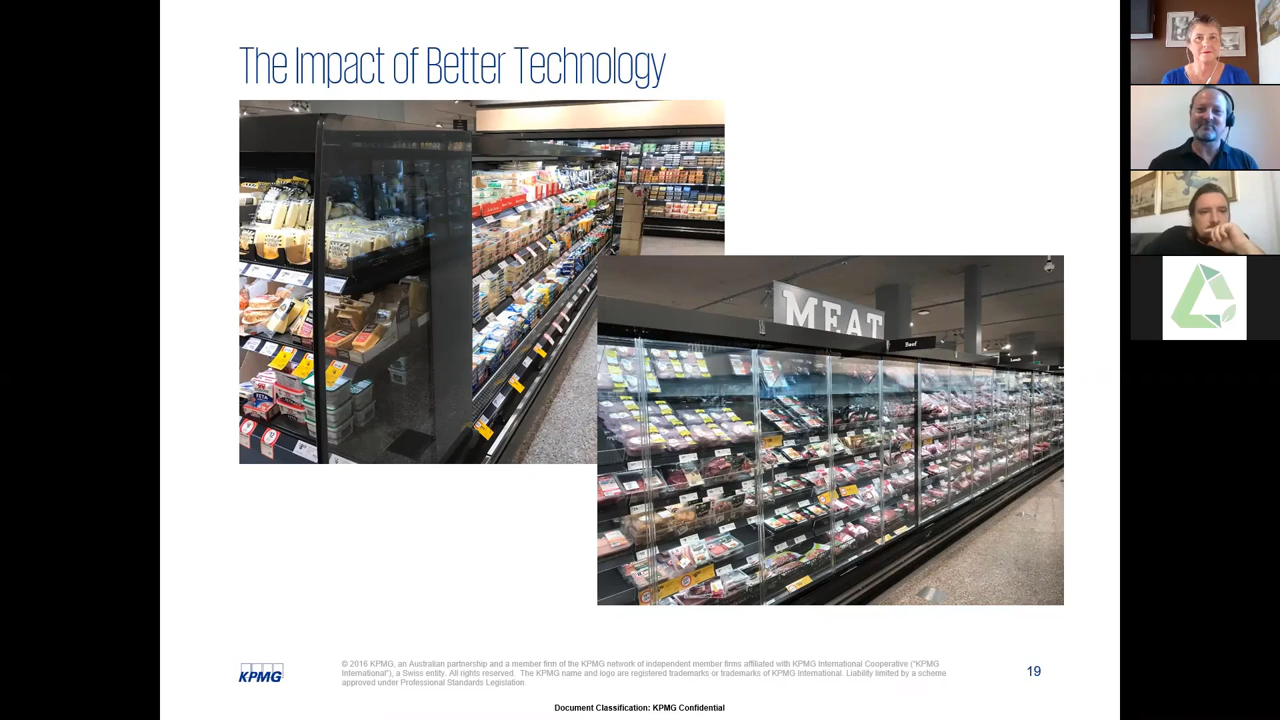 The Impact of Better Technology
MEAT
Beef
FETA
KPMG
© 2016 KPMG, an Australian partnership and a member firm of the KPMG network of independent member firms affiliated with KPMG International Cooperative ("KPMG
International"), a Swiss entity. All rights reserved. The KPMG name and logo are registered trademarks or trademarks of KPMG International. Liability limited by a scheme
approved under Professional Standards Legislation.
19
Document Classification: KPMG Confidential